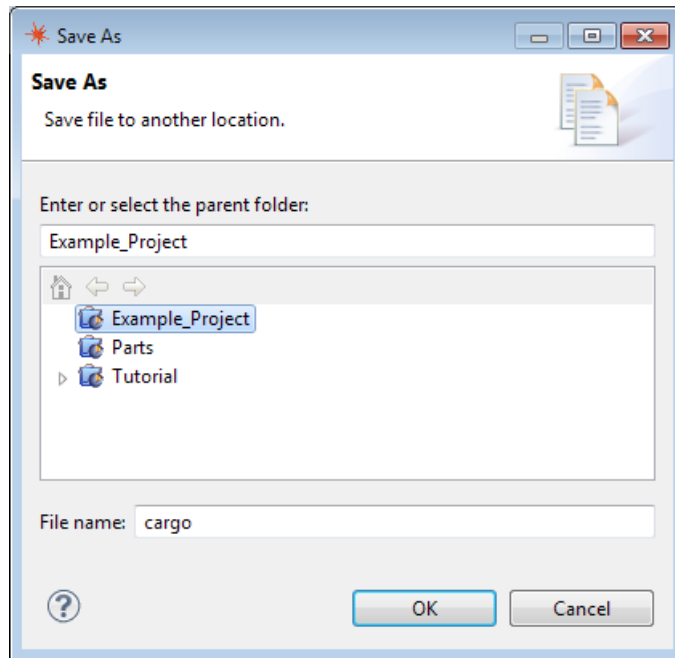 Save As
Save As
Save file to another location.
Enter or select the parent folder:
Example_Project
Example_Project
Parts
Tutorial
File name: cargo
?
OK Cancel